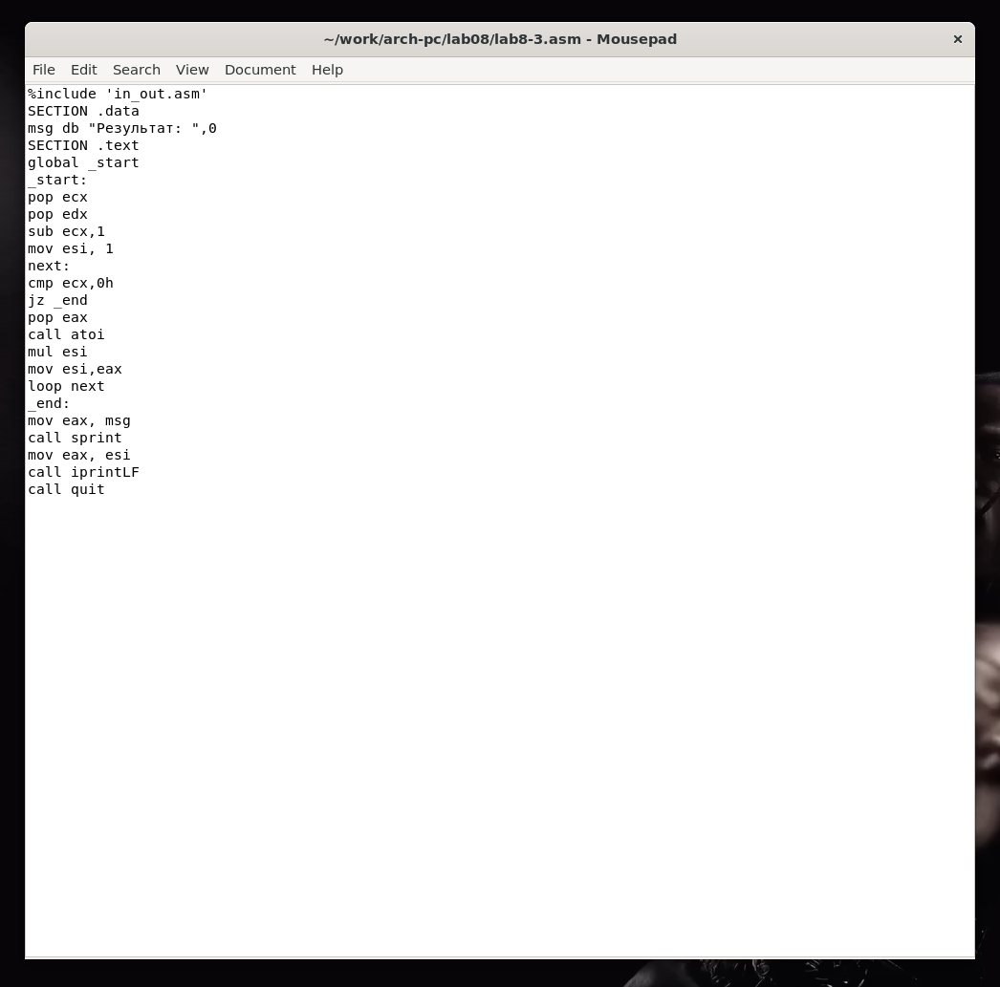 ~/work/arch-pc/lab08/lab8-3.asm - Mousepad
File Edit Search View Document Help
%include 'in_out.asm'
SECTION .data
msg db "Результат: ",0
SECTION .text
global _start
_start:
pop ecx
pop edx
sub ecx,1
mov esi, 1
next:
cmp ecx,0h
jz _end
pop eax
call atoi
mul esi
mov esi,eax
loop next
_end:
mov eax, msg
call sprint
mov eax, esi
call iprintLF
call quit